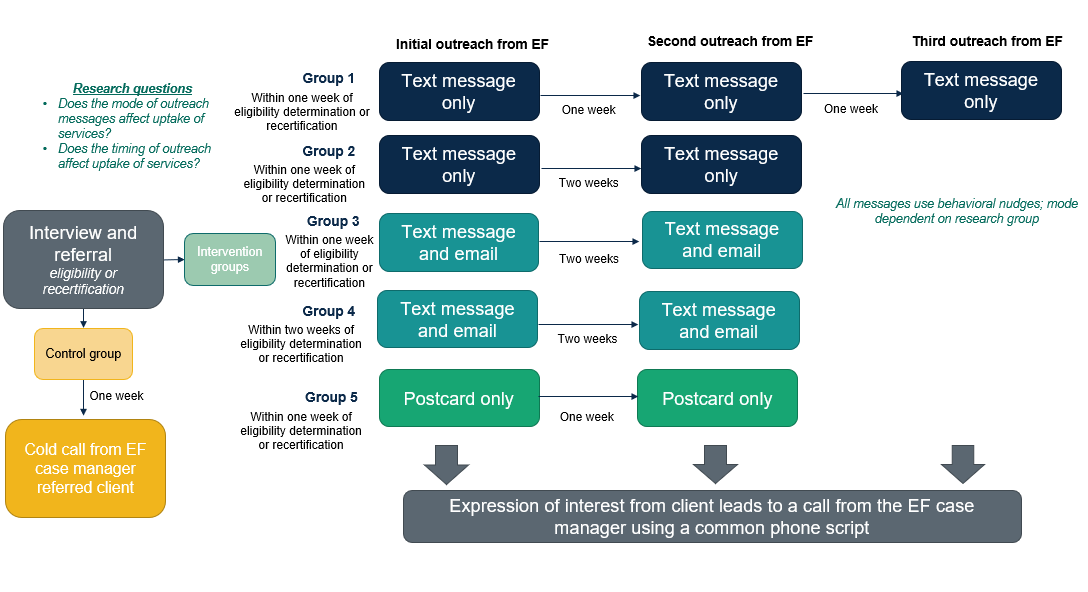 Initial outreach from EF
Second outreach from EF
Third outreach from EF
Research questions
• Does the mode of outreach
messages affect uptake of
services?
• Does the timing of outreach
affect uptake of services?
Group 1
Within one week of
eligibility determination or
recertification
Text message
only
One week
Text message
only
One week
Text message
only
Group 2
Within one week of
eligibility determination
or recertification
Text message
only
Two weeks
Text message
only
All messages use behavioral nudges; mode
dependent on research group
Interview and
referral
eligibility or
recertification
Intervention
groups
Group 3
Within one week
of eligibility
determination or
recertification
Text message
and email
Two weeks
Text message
and email
Group 4
Within two weeks of
eligibility determination
or recertification
Text message
and email
Two weeks
Text message
and email
Control group
One week
Cold call from EF
case manager
referred client
Group 5
Within one week of
eligibility determination
or recertification
Postcard only
One week
Postcard only
Expression of interest from client leads to a call from the EF case
manager using a common phone script